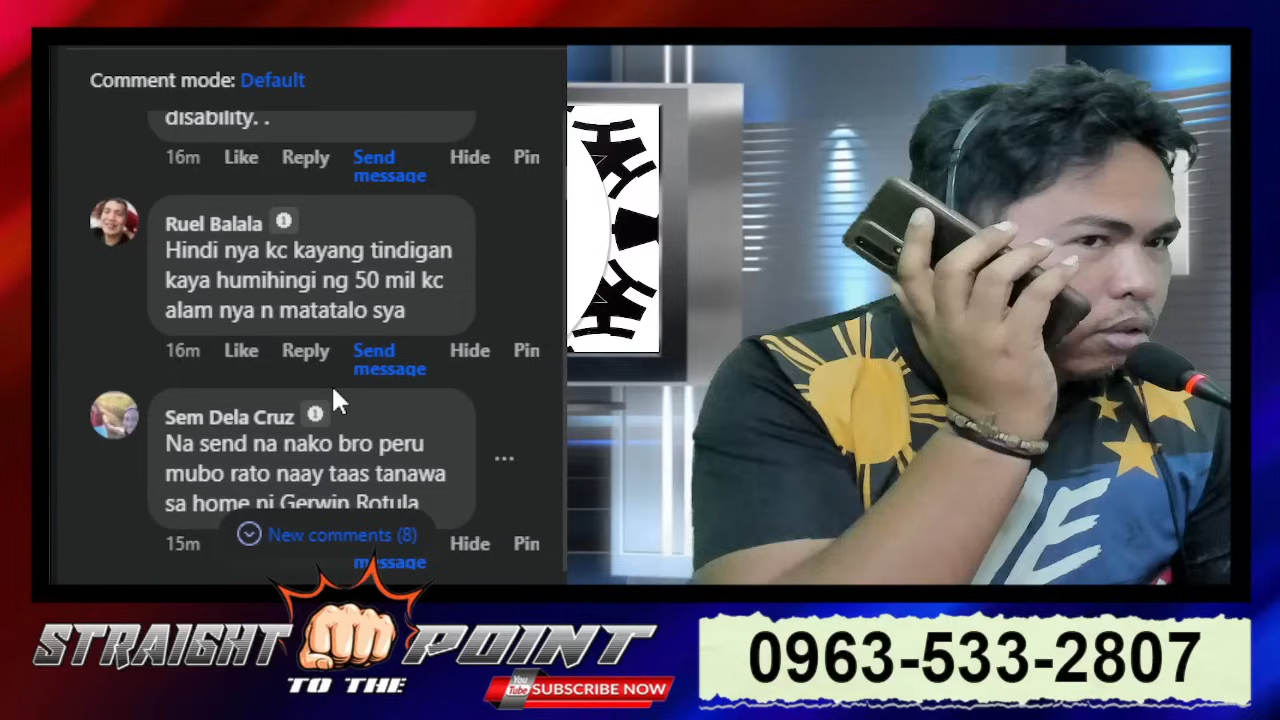 Comment mode: Default
disability. .
16m Like Reply Send message Hide Pin
Ruel Balala
Hindi nya kc kayang tindigan
kaya humihingi ng 50 mil kc
alam nya n matatalo sya
16m Like Reply Send message Hide Pin
Sem Dela Cruz
Na send na nako bro peru
mubo rato naay taas tanawa
sa home ni Gerwin Rotula
New comments (8)
15m message Hide Pin
STRAIGHT TO THE POINT
You Tube SUBSCRIBE NOW
0963-533-2807